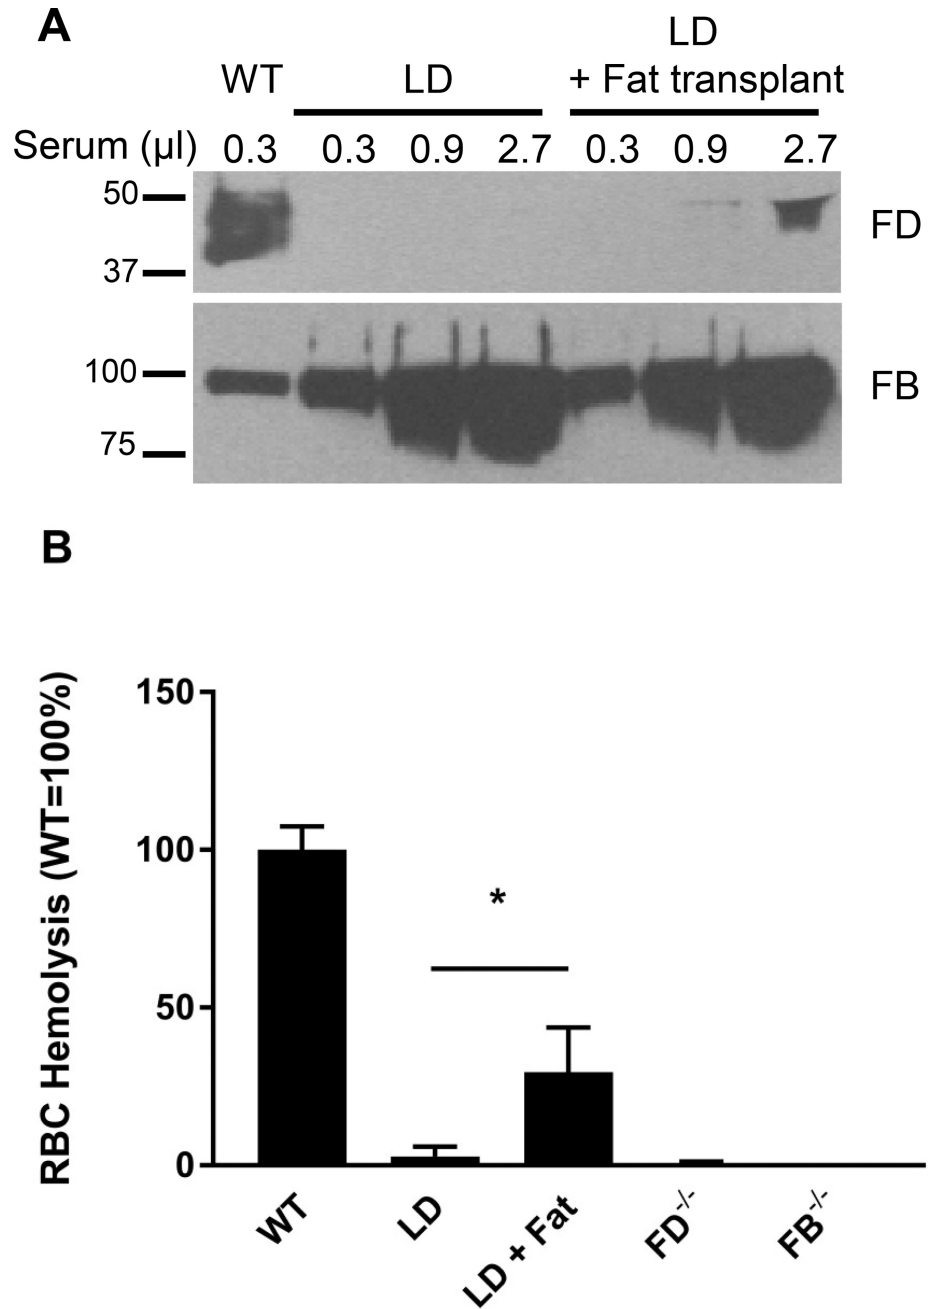 A
LD
WT LD + Fat transplant
Serum (µl) 0.3 0.3 0.9 2.7 0.3 0.9 2.7
50
FD
37
100
FB
75
B
RBC Hemolysis (WT=100%)
150
100
50
0
*
WT
LD
LD + Fat
FD-/-
FB-/-